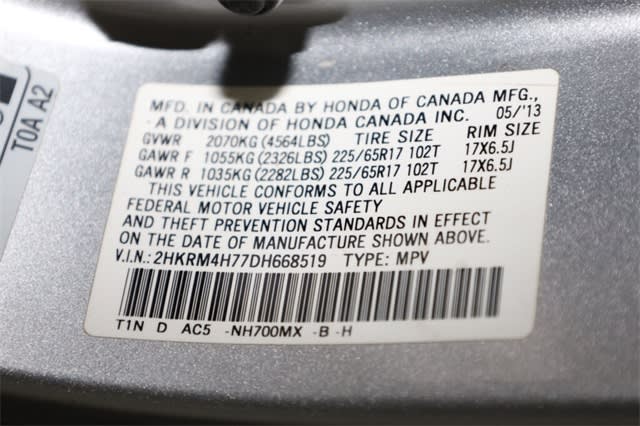 T0A A2
MFD. IN CANADA BY HONDA OF CANADA MFG.,
- A DIVISION OF HONDA CANADA INC. 05/'13
GVWR 2070KG (4564LBS) TIRE SIZE RIM SIZE
GAWR F 1055KG (2326LBS) 225/65R17 102T 17X6.5J
GAWR R 1035KG (2282LBS) 225/65R17 102T 17X6.5J
THIS VEHICLE CONFORMS TO ALL APPLICABLE
FEDERAL MOTOR VEHICLE SAFETY
AND THEFT PREVENTION STANDARDS IN EFFECT
ON THE DATE OF MANUFACTURE SHOWN ABOVE.
V.I.N.: 2HKRM4H77DH668519 TYPE: MPV
T1N D AC5 -NH700MX -B -H